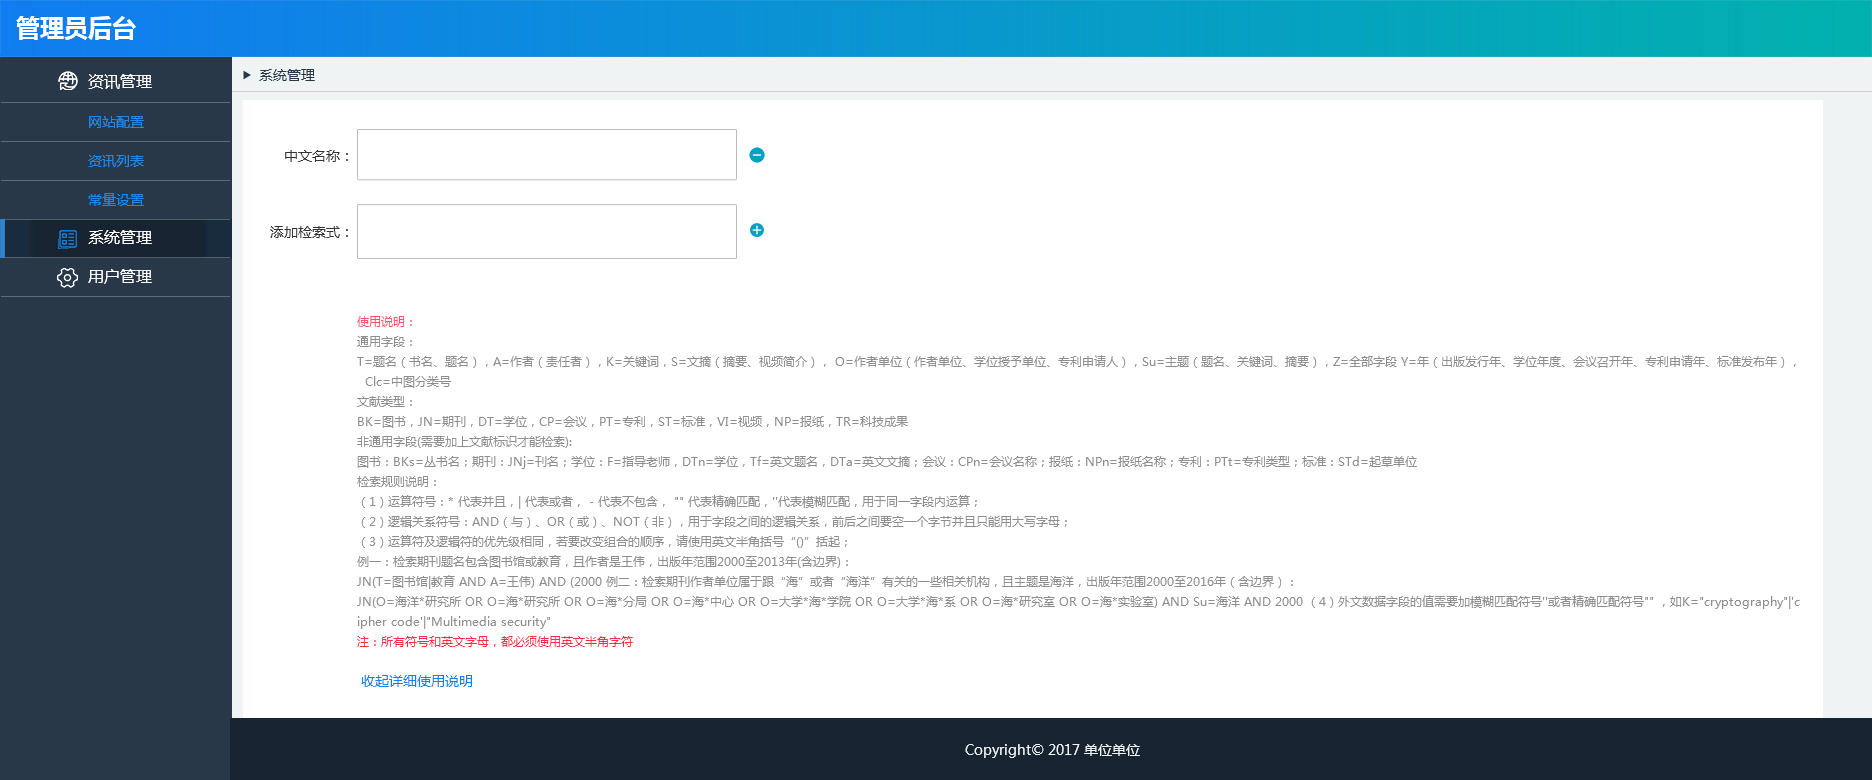 管理员后台
资讯管理
网站配置
资讯列表
常量设置
系统管理
用户管理
系统管理
中文名称：
添加检索式：
使用说明：
通用字段：
T=题名（书名、题名），A=作者（责任者），K=关键词，S=文摘（摘要、视频简介）， O=作者单位（作者单位、学位授予单位、专利申请人），Su=主题（题名、关键词、摘要），Z=全部字段 Y=年（出版发行年、学位年度、会议召开年、专利申请年、标准发布年），
Clc=中图分类号
文献类型：
BK=图书，JN=期刊，DT=学位，CP=会议，PT=专利，ST=标准，VI=视频，NP=报纸，TR=科技成果
非通用字段(需要加上文献标识才能检索):
图书：BKs=丛书名；期刊：JNj=刊名；学位：F=指导老师，DTn=学位，Tf=英文题名，DTa=英文文摘；会议：CPn=会议名称；报纸：NPn=报纸名称；专利：PTt=专利类型；标准：STd=起草单位
检索规则说明：
（1）运算符号：* 代表并且，| 代表或者， - 代表不包含， "" 代表精确匹配，''代表模糊匹配，用于同一字段内运算；
（2）逻辑关系符号：AND（与）、OR（或）、NOT（非），用于字段之间的逻辑关系，前后之间要空一个字节并且只能用大写字母；
（3）运算符及逻辑符的优先级相同，若要改变组合的顺序，请使用英文半角括号“()”括起；
例一：检索期刊题名包含图书馆或教育，且作者是王伟，出版年范围2000至2013年(含边界)：
JN(T=图书馆|教育 AND A=王伟) AND (2000 例二：检索期刊作者单位属于跟“海”或者“海洋”有关的一些相关机构，且主题是海洋，出版年范围2000至2016年（含边界）：
JN(O=海洋*研究所 OR O=海*研究所 OR O=海*分局 OR O=海*中心 OR O=大学*海*学院 OR O=大学*海*系 OR O=海*研究室 OR O=海*实验室) AND Su=海洋 AND 2000 （4）外文数据字段的值需要加模糊匹配符号''或者精确匹配符号"" ，如K="cryptography"|'c
ipher code'|"Multimedia security"
注：所有符号和英文字母，都必须使用英文半角字符
收起详细使用说明
Copyright© 2017 单位单位